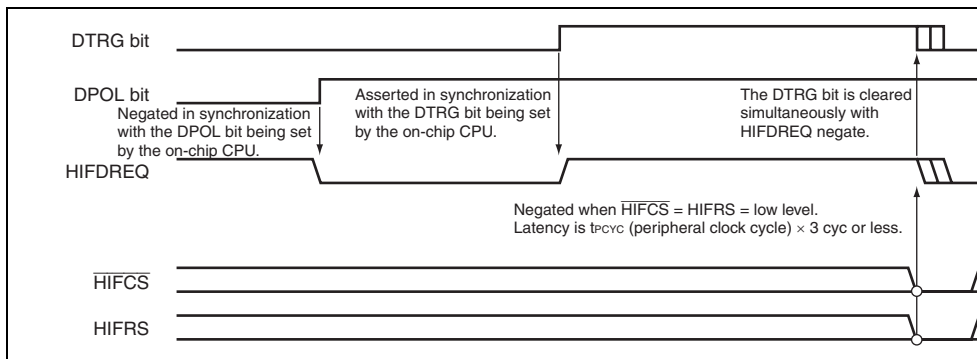 DTRG bit
DPOL bit
Negated in synchronization
with the DPOL bit being set
by the on-chip CPU.
Asserted in synchronization
with the DTRG bit being set
by the on-chip CPU.
The DTRG bit is cleared
simultaneously with
HIFDREQ negate.
HIFDREQ
Negated when HIFCS = HIFRS = low level.
Latency is tPCYC (peripheral clock cycle) × 3 cyc or less.
HIFCS
HIFRS